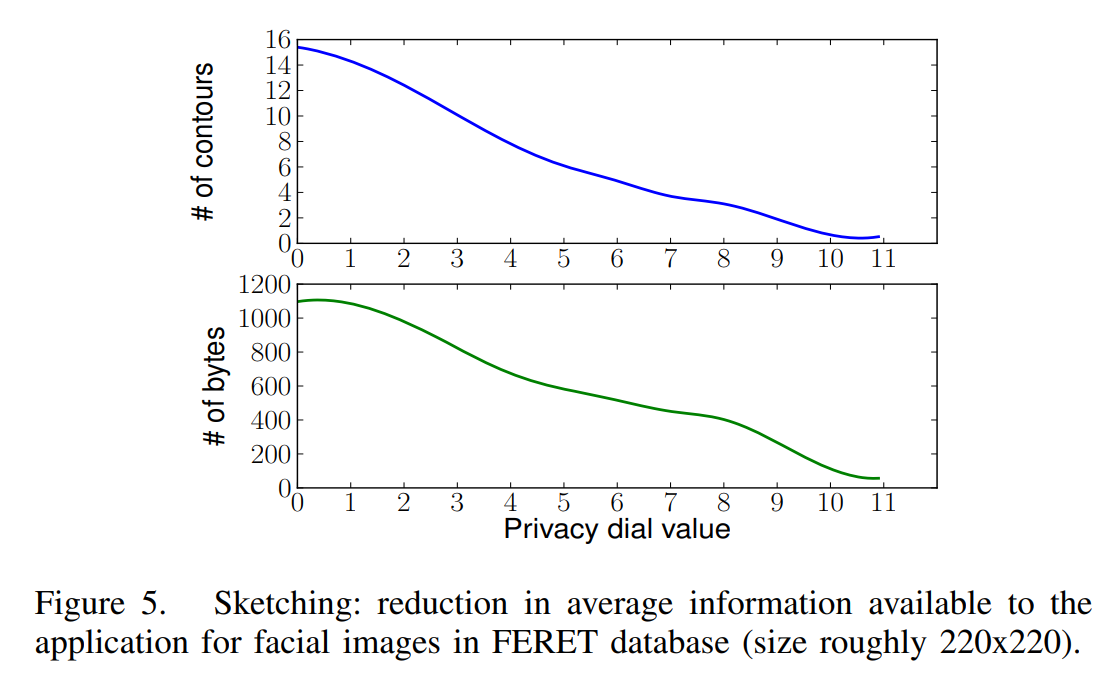 16
14
12
10
8
6
4
2
0
# of contours
0 1 2 3 4 5 6 7 8 9 10 11
1200
1000
800
600
400
200
0
# of bytes
0 1 2 3 4 5 6 7 8 9 10 11
Privacy dial value
Figure 5. Sketching: reduction in average information available to the
application for facial images in FERET database (size roughly 220x220).